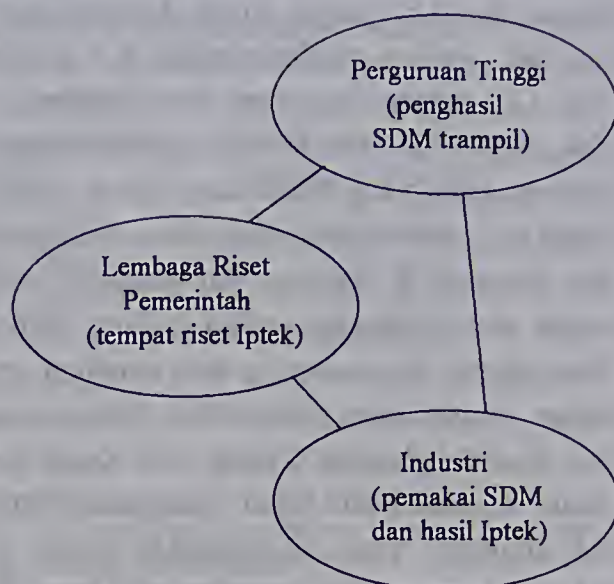 Perguruan Tinggi
(penghasil
SDM trampil)
Lembaga Riset
Pemerintah
(tempat riset Iptek)
Industri
(pemakai SDM
dan hasil Iptek)